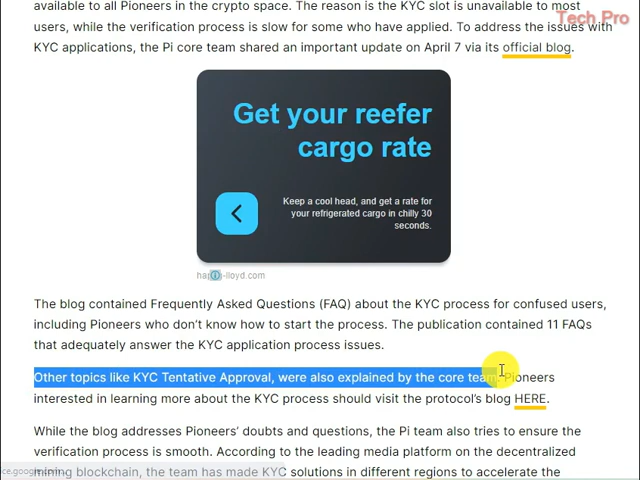 available to all Pioneers in the crypto space. The reason is the KYC slot is unavailable to most
Tech Pro
users, while the verification process is slow for some who have applied. To address the issues with
KYC applications, the Pi core team shared an important update on April 7 via its official blog.
Get your reefer
cargo rate
Keep a cool head, and get a rate for
your refrigerated cargo in chilly 30
seconds.
-lloyd.com
The blog contained Frequently Asked Questions (FAQ) about the KYC process for confused users,
including Pioneers who don't know how to start the process. The publication contained 11 FAQs
that adequately answer the KYC application process issues.
Other topics like KYC Tentative Approval, were also explained by the core team. Pioneers
interested in learning more about the KYC process should visit the protocol's blog HERE.
While the blog addresses Pioneers' doubts and questions, the Pi team also tries to ensure the
verification process is smooth. According to the leading media platform on the decentralized
mining blockchain, the team has made KYC solutions in different regions to accelerate the
ce.google.com...